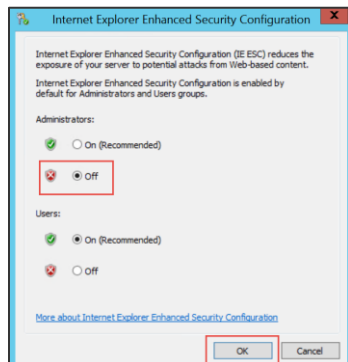 Internet Explorer Enhanced Security Configuration
Internet Explorer Enhanced Security Configuration (IE ESC) reduces the
exposure of your server to potential attacks from Web-based content.
Internet Explorer Enhanced Security Configuration is enabled by
default for Administrators and Users groups.
Administrators:
On (Recommended)
Off
Users:
On (Recommended)
Off
More about Internet Explorer Enhanced Security Configuration
OK Cancel